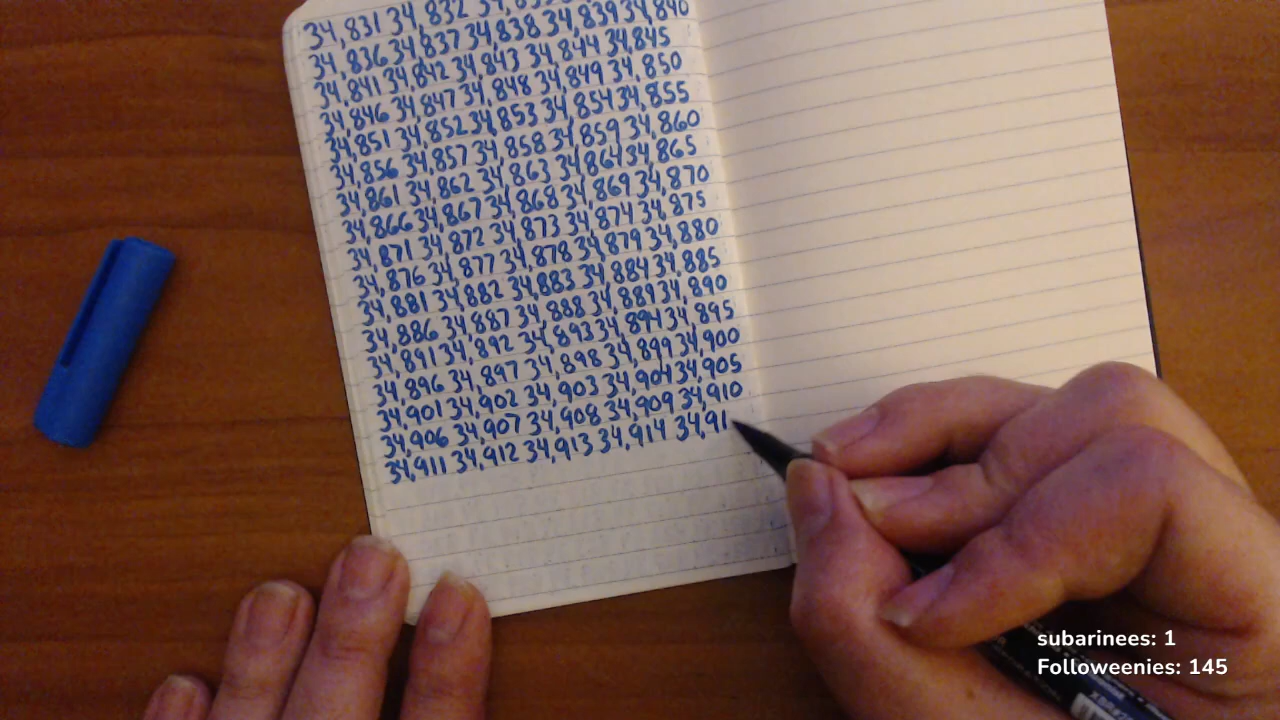 34,831 34,832
34,836 34,837 34,838 34,839 34,840
34,841 34,842 34,843 34,844 34,845
34,846 34,847 34,848 34,849 34,850
34,851 34,852 34,853 34,854 34,855
34,856 34,857 34,858 34,859 34,860
34,861 34,862 34,863 34,864 34,865
34,866 34,867 34,868 34,869 34,870
34,871 34,872 34,873 34,874 34,875
34,876 34,877 34,878 34,879 34,880
34,881 34,882 34,883 34,884 34,885
34,886 34,887 34,888 34,889 34,890
34,891 34,892 34,893 34,894 34,895
34,896 34,897 34,898 34,899 34,900
34,901 34,902 34,903 34,904 34,905
34,906 34,907 34,908 34,909 34,910
34,911 34,912 34,913 34,914 34,91
subarinees: 1
Followeenies: 145